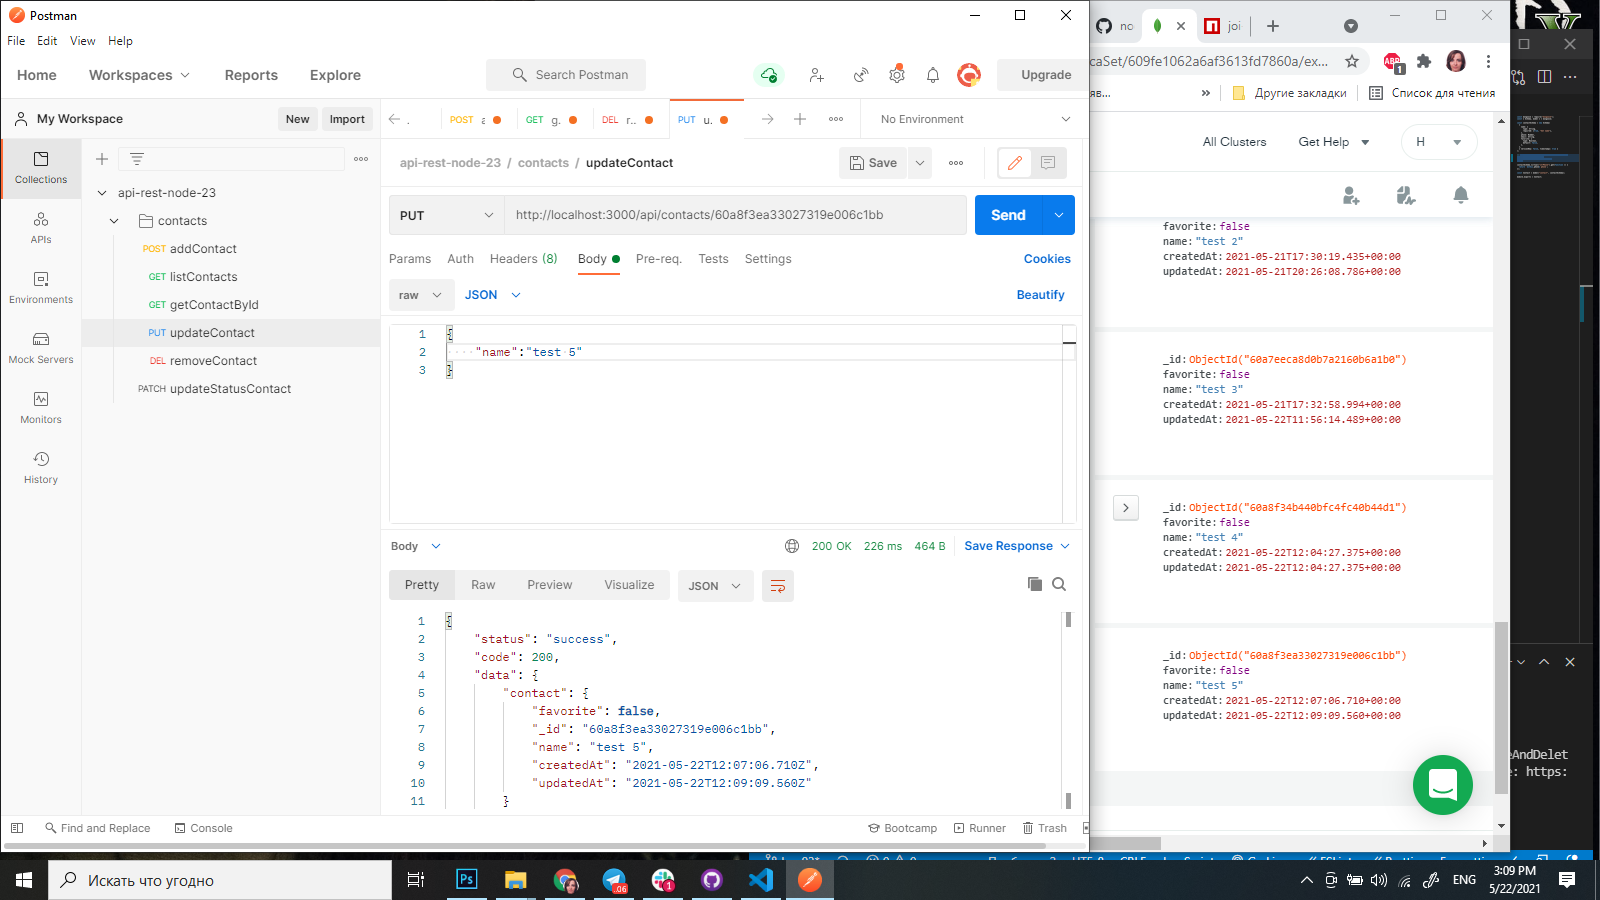 Postman
File Edit View Help
Home Workspaces Reports Explore Search Postman Upgrade
My Workspace New Import
POST GET g. DEL r.. PUT u. No Environment
api-rest-node-23 / contacts / updateContact Save
Collections
APIs
Environments
Mock Servers
Monitors
History
api-rest-node-23
contacts
POST addContact
GET listContacts
GET getContactById
PUT updateContact
DEL removeContact
PATCH updateStatusContact
PUT http://localhost:3000/api/contacts/60a8f3ea33027319e006c1bb Send
Params Auth Headers (8) Body Pre-req. Tests Settings Cookies
raw JSON Beautify
1 {
2 "name":"test 5"
3 }
Body 200 OK 226 ms 464 B Save Response
Pretty Raw Preview Visualize JSON
1 {
2 "status": "success",
3 "code": 200,
4 "data": {
5 "contact": {
6 "favorite": false,
7 "_id": "60a8f3ea33027319e006c1bb",
8 "name": "test 5",
9 "createdAt": "2021-05-22T12:07:06.710Z",
10 "updatedAt": "2021-05-22T12:09:09.560Z"
11 }
Find and Replace Console Bootcamp Runner Trash
no joi
caSet/609fe1062a6af3613fd7860a/ex... ABP 1
яв... » Другие закладки Список для чтения
All Clusters Get Help H
favorite:false
name:"test 2"
createdAt:2021-05-21T17:30:19.435+00:00
updatedAt:2021-05-21T20:26:08.786+00:00
_id:ObjectId("60a7eeca8d0b7a2160b6a1b0")
favorite:false
name:"test 3"
createdAt:2021-05-21T17:32:58.994+00:00
updatedAt:2021-05-22T11:56:14.489+00:00
_id:ObjectId("60a8f34b440bfc4fc40b44d1")
favorite:false
name:"test 4"
createdAt:2021-05-22T12:04:27.375+00:00
updatedAt:2021-05-22T12:04:27.375+00:00
_id:ObjectId("60a8f3ea33027319e006c1bb")
favorite:false
name:"test 5"
createdAt:2021-05-22T12:07:06.710+00:00
updatedAt:2021-05-22T12:09:09.560+00:00
eAndDelet
e: https:
Искать что угодно
Ps
.06
1
ENG
3:09 PM
5/22/2021